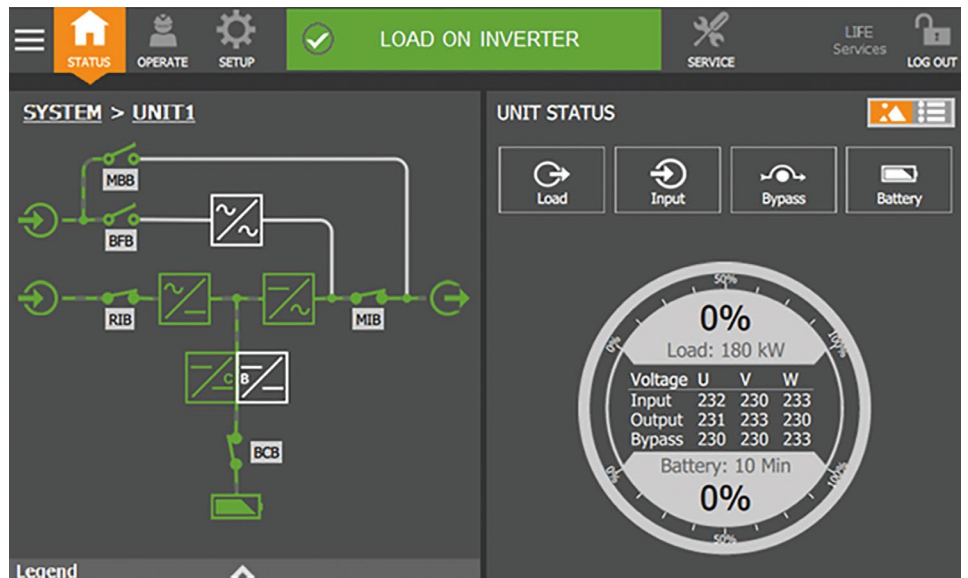 STATUS
OPERATE
SETUP
LOAD ON INVERTER
SERVICE
LIFE
Services
LOG OUT
SYSTEM > UNIT1
MBB
BFB
RIB
MIB
C B
BCB
Legend
UNIT STATUS
Load
Input
Bypass
Battery
50%
0%
0%
100%
Load: 180 kW
Voltage U V W
Input 232 230 233
Output 231 233 230
Bypass 230 230 233
Battery: 10 Min
0%
0%
100%
50%